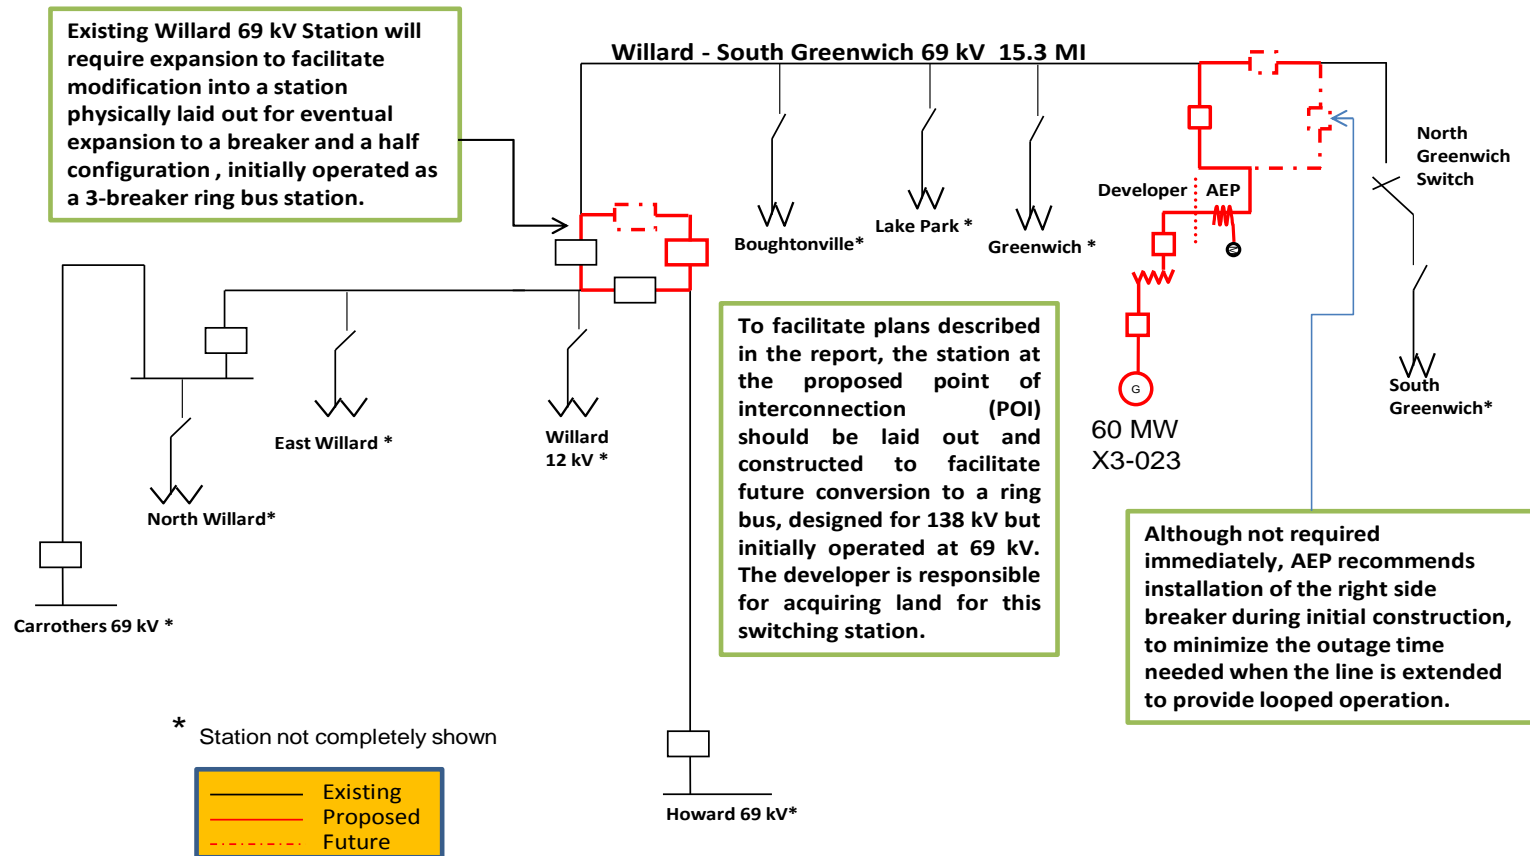 Existing Willard 69 kV Station will
require expansion to facilitate
modification into a station
physically laid out for eventual
expansion to a breaker and a half
configuration , initially operated as
a 3-breaker ring bus station.
Willard - South Greenwich 69 kV  15.3 MI
North
Greenwich
Switch
Developer
AEP
Boughtonville*
Lake Park *
Greenwich *
M
G
60 MW
X3-023
South
Greenwich*
To facilitate plans described
in the report, the station at
the proposed point of
interconnection (POI)
should be laid out and
constructed to facilitate
future conversion to a ring
bus, designed for 138 kV but
initially operated at 69 kV.
The developer is responsible
for acquiring land for this
switching station.
East Willard *
Willard
12 kV *
North Willard*
Carrothers 69 kV *
Although not required
immediately, AEP recommends
installation of the right side
breaker during initial construction,
to minimize the outage time
needed when the line is extended
to provide looped operation.
* Station not completely shown
Existing
Proposed
Future
Howard 69 kV*